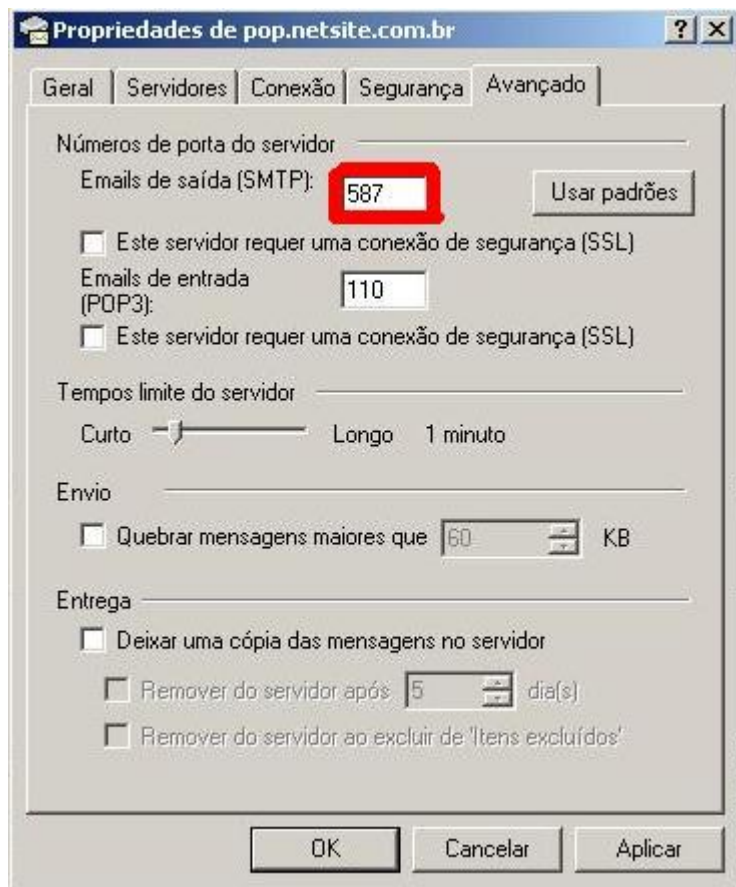 Propriedades de pop.netsite.com.br
Geral Servidores Conexão Segurança Avançado
Números de porta do servidor
Emails de saída (SMTP): 587 Usar padrões
Este servidor requer uma conexão de segurança (SSL)
Emails de entrada
(POP3): 110
Este servidor requer uma conexão de segurança (SSL)
Tempos limite do servidor
Curto Longo 1 minuto
Envio
Quebrar mensagens maiores que 60 KB
Entrega
Deixar uma cópia das mensagens no servidor
Remover do servidor após 5 dia(s)
Remover do servidor ao excluir de 'Itens excluídos'
OK Cancelar Aplicar